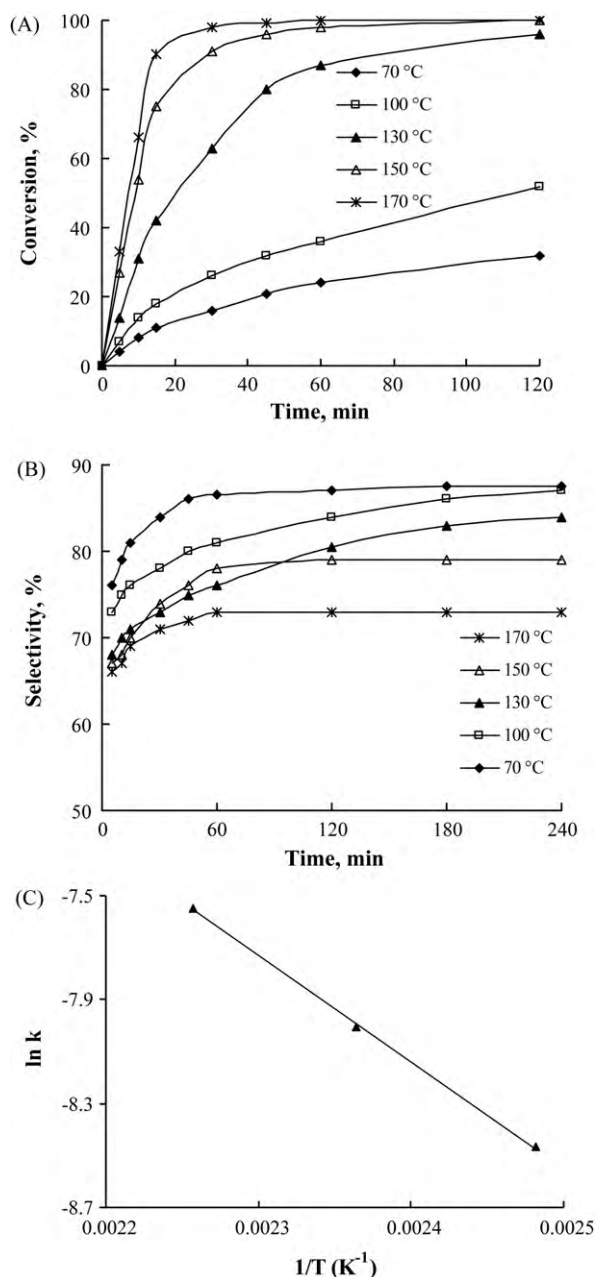 (A)
100
80
60
40
20
0
Conversion, %
70 °C
100 °C
130 °C
150 °C
170 °C
0 20 40 60 80 100 120
Time, min
(B)
90
80
70
60
50
Selectivity, %
170 °C
150 °C
130 °C
100 °C
70 °C
0 60 120 180 240
Time, min
(C)
-7.5
-7.9
-8.3
-8.7
ln k
0.0022 0.0023 0.0024 0.0025
1/T (K⁻¹)